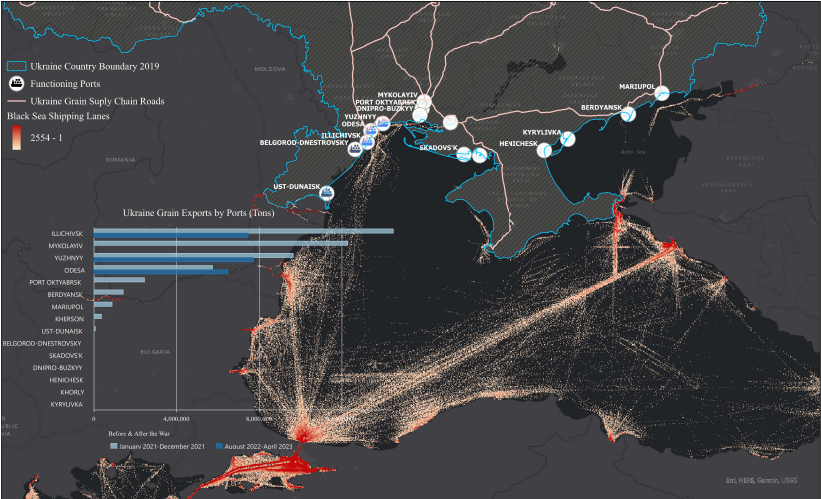 Ukraine Country Boundary 2019
Functioning Ports
Ukraine Grain Suply Chain Roads
Black Sea Shipping Lanes
2554 - 1
MOLDOVA
ROMANIA
BULGARIA
Azov Sea
MYKOLAYIV
PORT OKTYABRSK
DNIPRO-BUZKYY
YUZHNYY
ODESA
ILLICHIVSK
BELGOROD-DNESTROVSKY
UST-DUNAISK
SKADOVS'K
HEVICHESK
KYRYLIVKA
BERDYANSK
MARIUPOL
Ukraine Grain Exports by Ports (Tons)
ILLICHIVSK
MYKOLAYIV
YUZHNYY
ODESA
PORT OKTYABRSK
BERDYANSK
MARIUPOL
KHERSON
UST-DUNAISK
BELGOROD-DNESTROVSKY
SKADOVS'K
DNIPRO-BUZKYY
HENICHESK
KHORLY
KYRYLIVKA
0
4,000,000
Before & After the War
January 2021-December 2021
August 2022-April 2023
Esri, HERE, Garmin, USGS